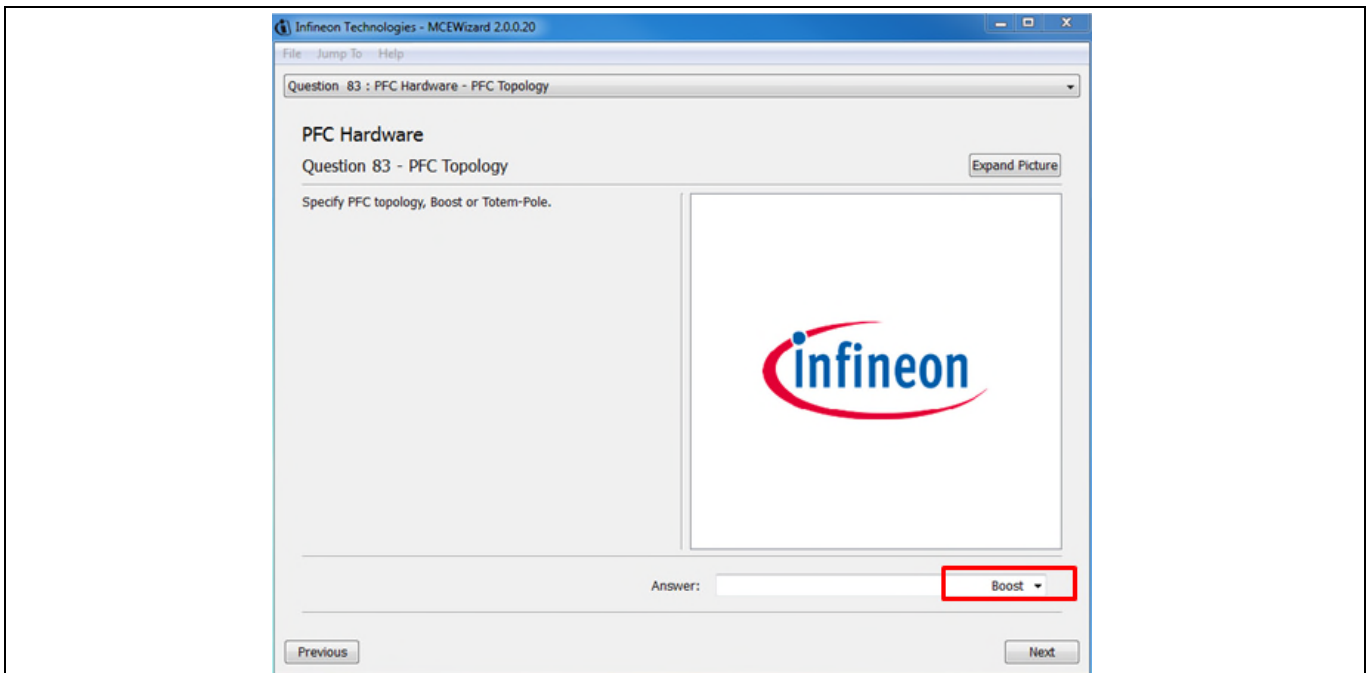 Infineon Technologies - MCEWizard 2.0.0.20
File Jump To Help
Question 83 : PFC Hardware - PFC Topology
PFC Hardware
Question 83 - PFC Topology
Expand Picture
Specify PFC topology, Boost or Totem-Pole.
infineon
Answer:
Boost
Previous
Next